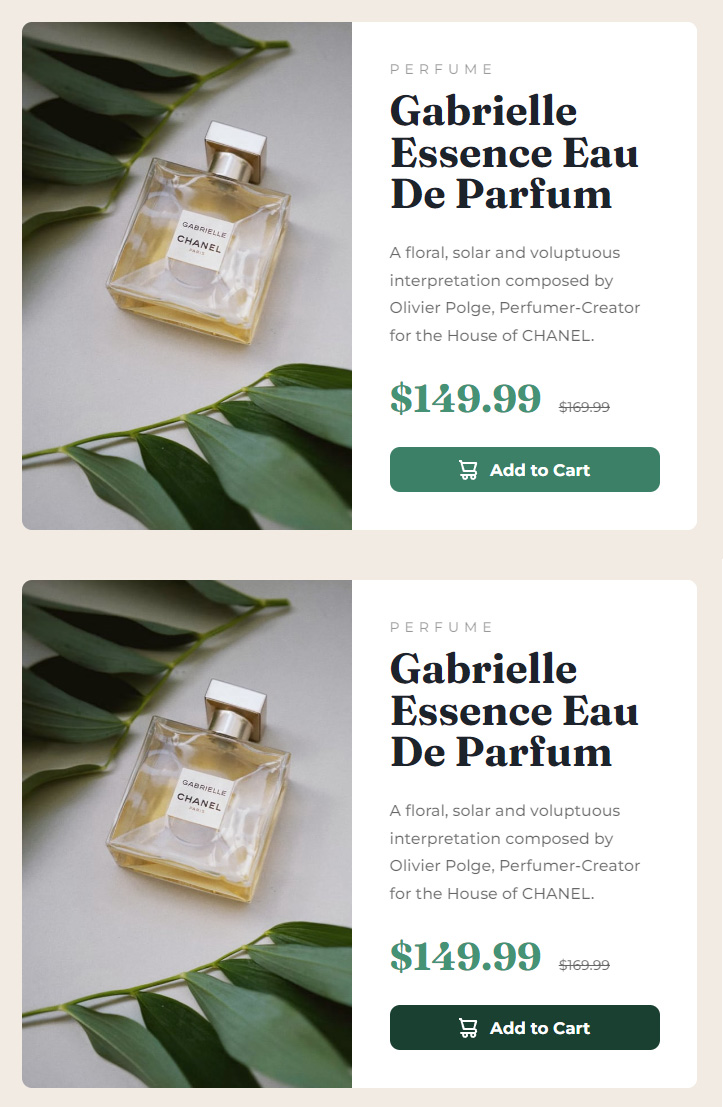 PERFUME
Gabrielle
Essence Eau
De Parfum
GABRIELLE
CHANEL
PARIS
A floral, solar and voluptuous
interpretation composed by
Olivier Polge, Perfumer-Creator
for the House of CHANEL.
$149.99 $169.99
Add to Cart
PERFUME
Gabrielle
Essence Eau
De Parfum
GABRIELLE
CHANEL
PARIS
A floral, solar and voluptuous
interpretation composed by
Olivier Polge, Perfumer-Creator
for the House of CHANEL.
$149.99 $169.99
Add to Cart